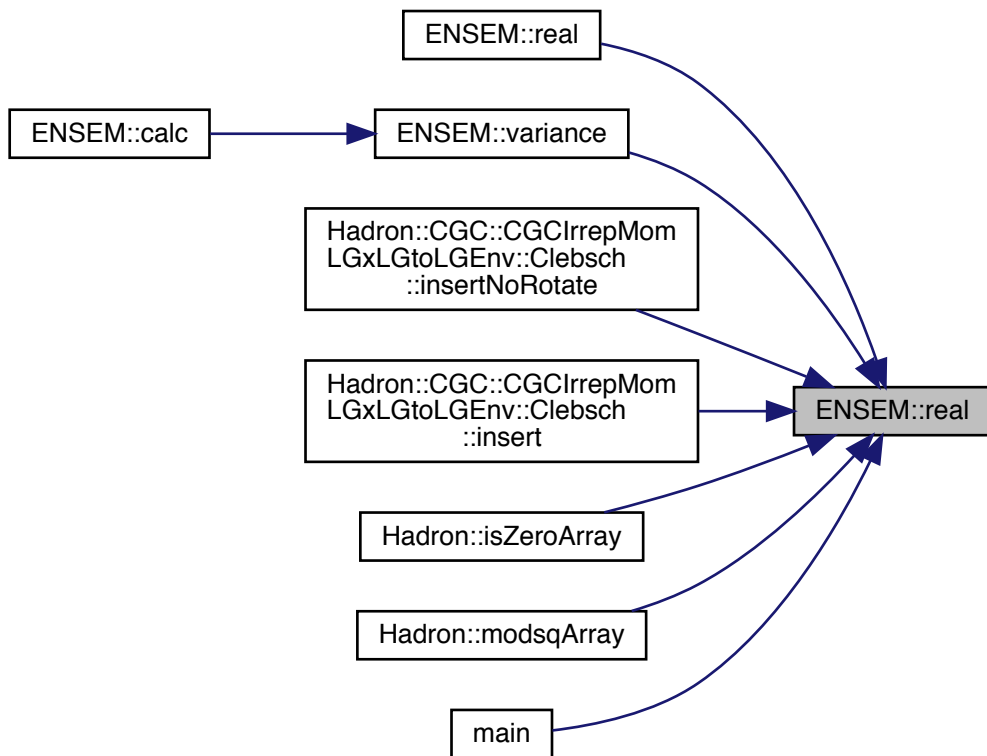 ENSEM::real
ENSEM::calc
ENSEM::variance
Hadron::CGC::CGCIrrepMom
LGxLGtoLGEnv::Clebsch
::insertNoRotate
Hadron::CGC::CGCIrrepMom
LGxLGtoLGEnv::Clebsch
::insert
ENSEM::real
Hadron::isZeroArray
Hadron::modsqArray
main